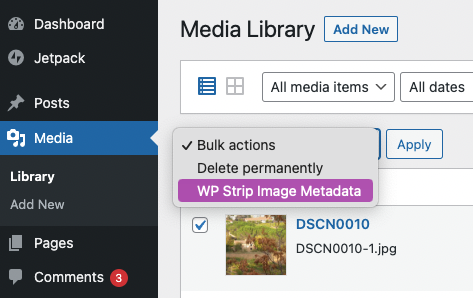 Dashboard
Jetpack
Posts
Media
Library
Add New
Pages
Comments 3
Media Library Add New
All media items All dates
Bulk actions
Delete permanently
WP Strip Image Metadata
Apply
DSCN0010
DSCN0010-1.jpg